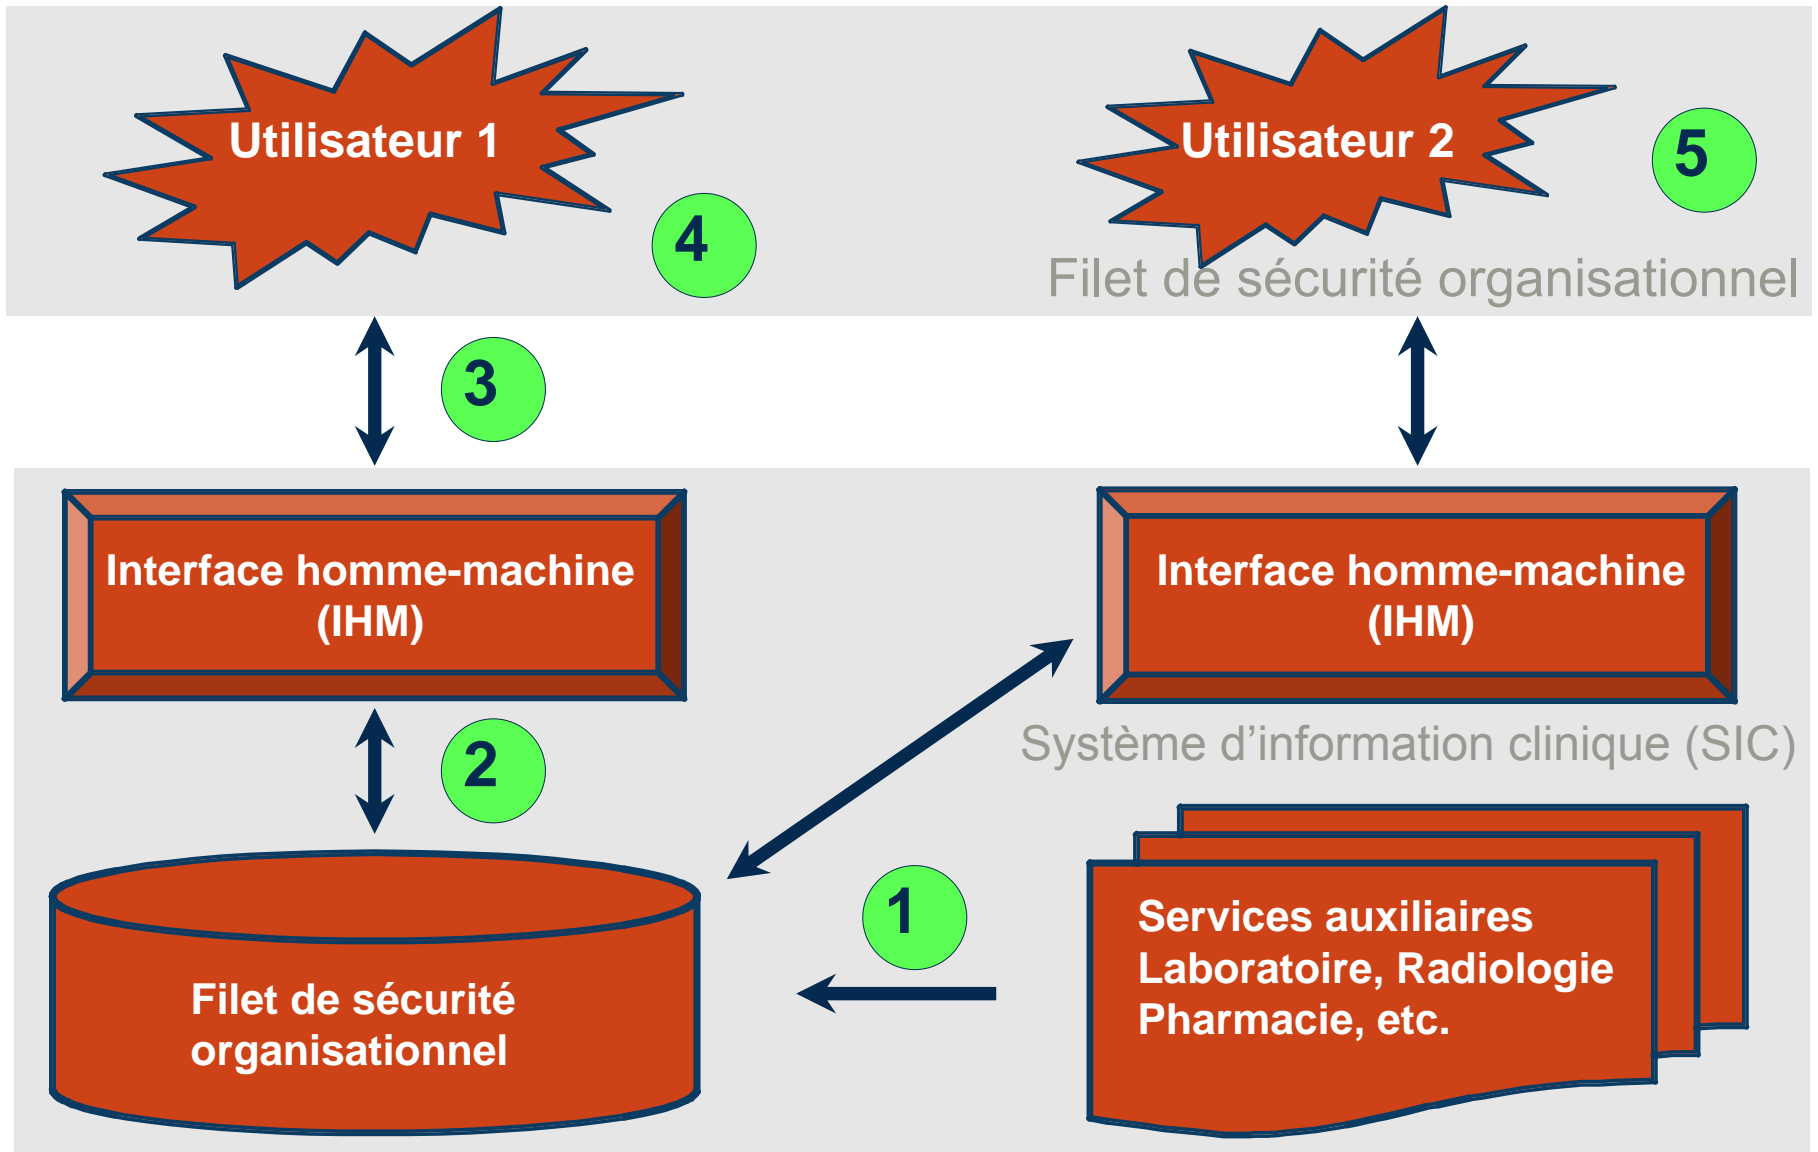 Utilisateur 1
Utilisateur 2
5
4
Filet de sécurité organisationnel
3
Interface homme-machine
(IHM)
Interface homme-machine
(IHM)
2
Système d’information clinique (SIC)
1
Services auxiliaires
Laboratoire, Radiologie
Pharmacie, etc.
Filet de sécurité
organisationnel